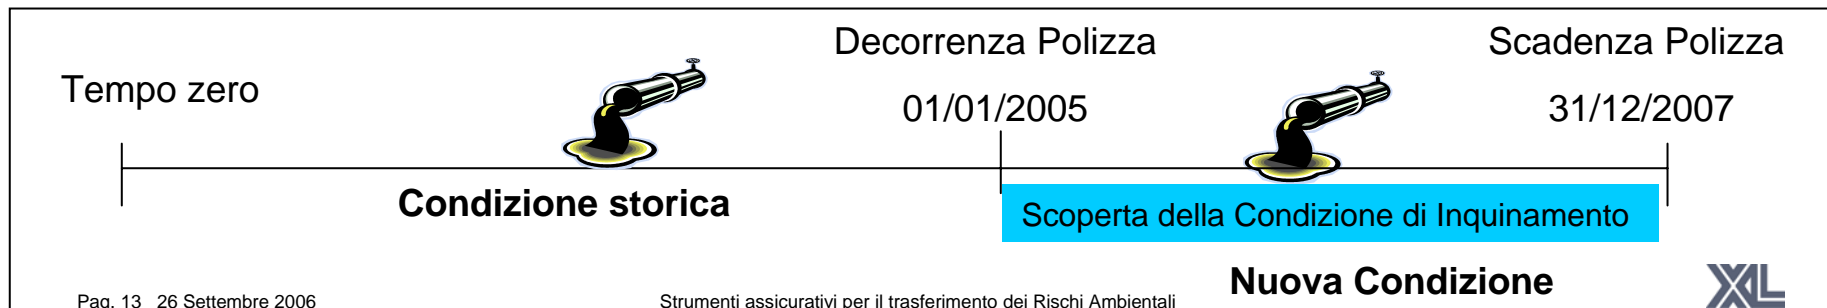 Decorrenza Polizza
Scadenza Polizza
Tempo zero
01/01/2005
31/12/2007
Condizione storica
Scoperta della Condizione di Inquinamento
Nuova Condizione
Pag. 13 26 Settembre 2006
Strumenti assicurativi per il trasferimento dei Rischi Ambientali
XL